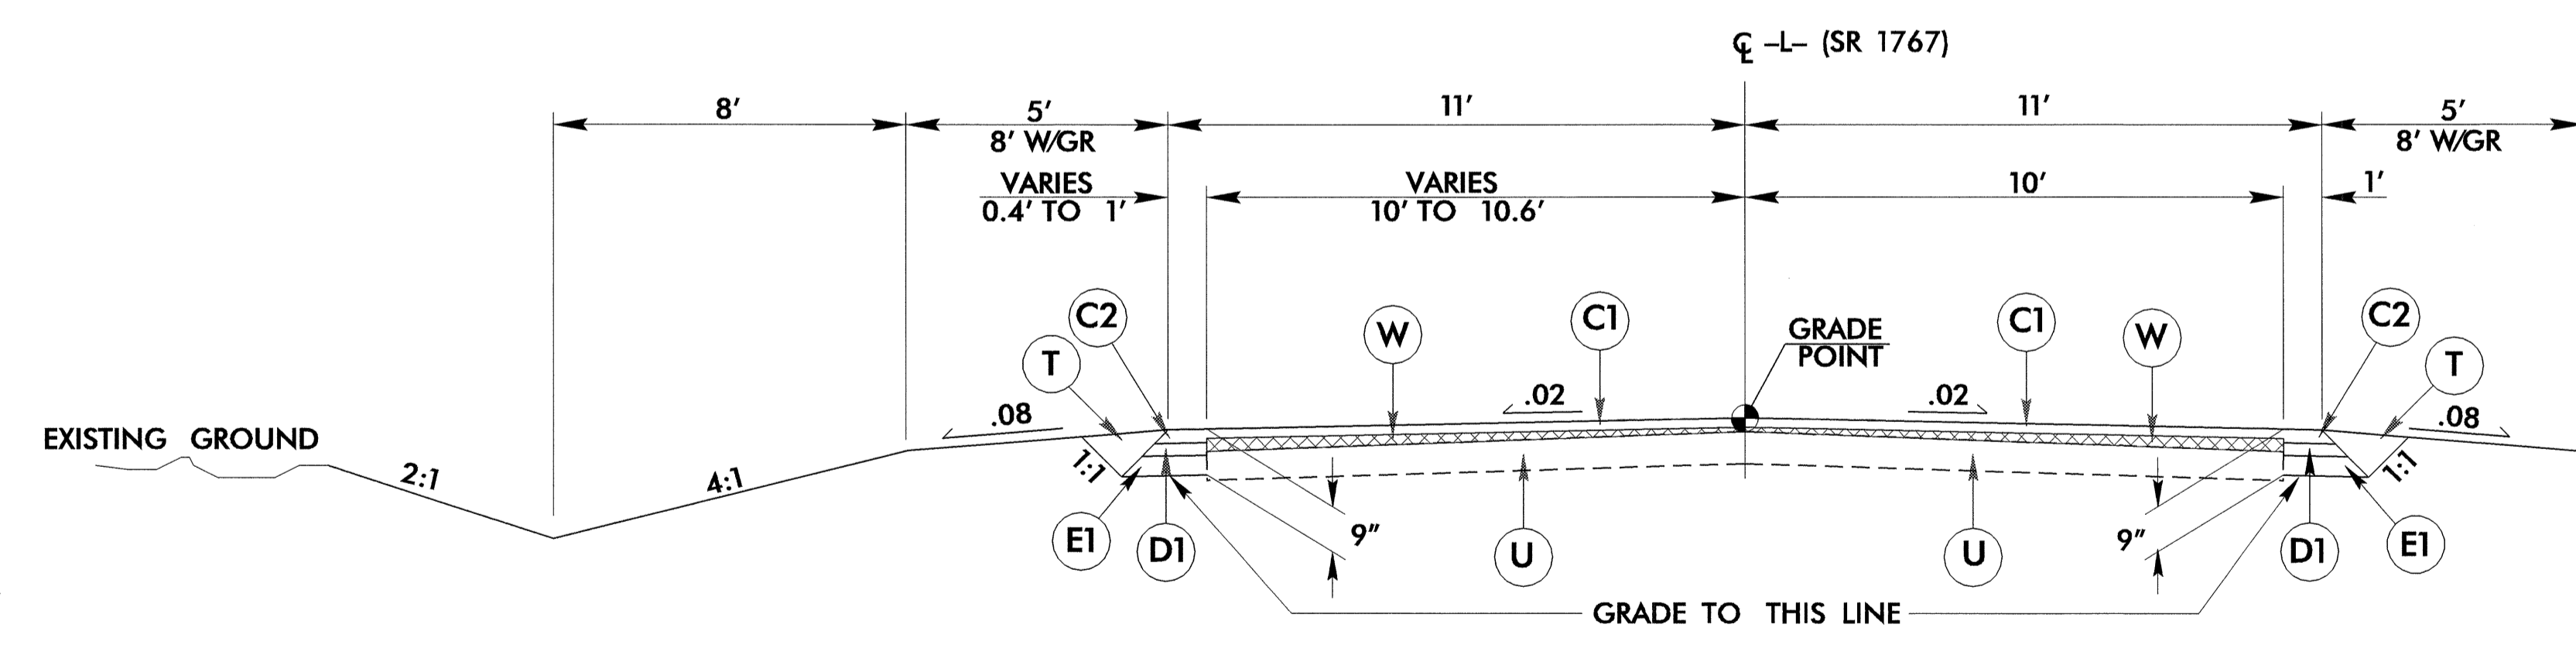 ℄ –L– (SR 1767)
8' 5' 11' 11' 5'
8' W/GR 8' W/GR
VARIES VARIES 10' 1'
0.4' TO 1' 10' TO 10.6'
C2 W C1 GRADE C1 W C2
POINT
T T
.08 .02 .02 .08
EXISTING GROUND
2:1 4:1 1:1 1:1
E1 D1 9" U U 9" D1 E1
GRADE TO THIS LINE